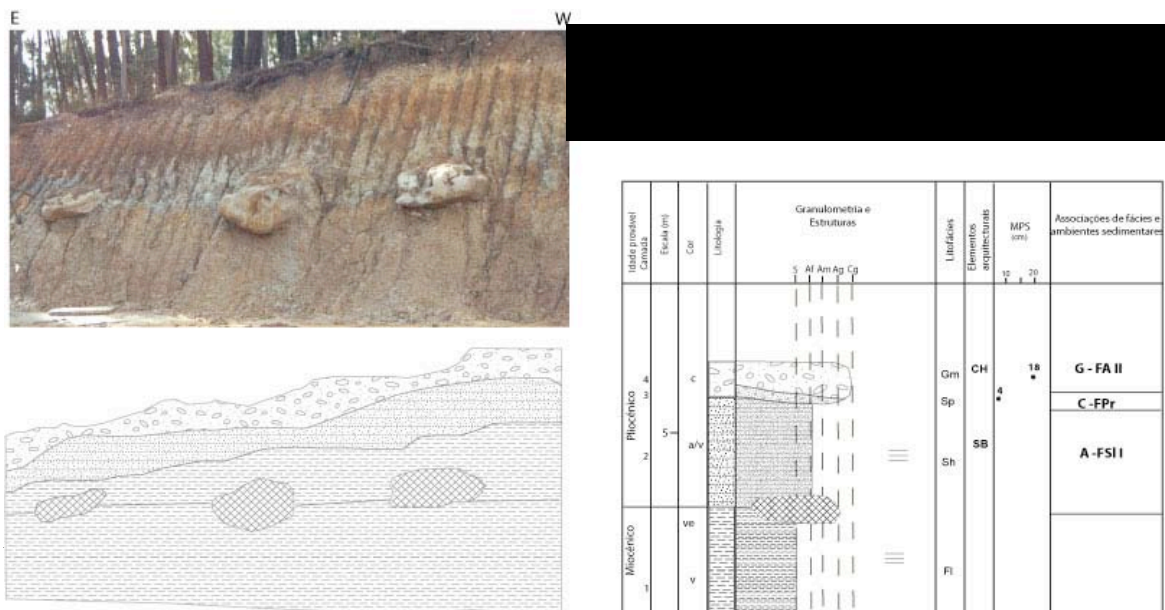 E
W
Idade provável
Camada
Escala (m)
Cor
Litologia
Granulometria e
Estruturas
S Af Am Ag Cg
Litofácies
Elementos
arquitecturais
MPS
(cm)
10 20
Associações de fácies e
ambientes sedimentares
Pliocénico
4
3
2
5
c
a/v
Gm
Sp
Sh
CH
SB
18
4
G - FA II
C -FPr
A -FSl I
Miocénico
1
ve
v
Fl